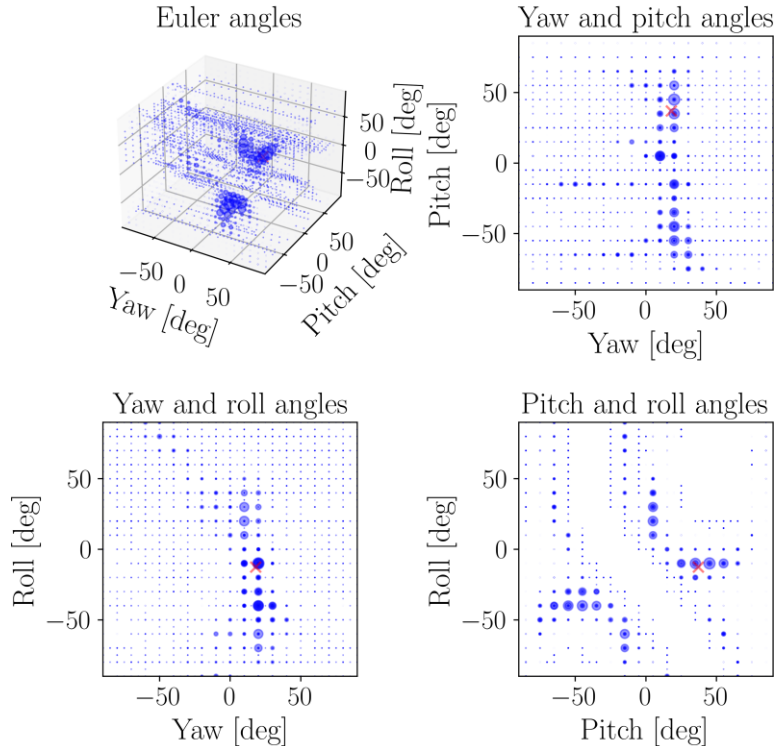 Euler angles
50
0
−50
Roll [deg]
−50
0
50
Yaw [deg]
−50
0
50
Pitch [deg]
Yaw and pitch angles
50
0
−50
Pitch [deg]
−50
0
50
Yaw [deg]
Yaw and roll angles
50
0
−50
Roll [deg]
−50
0
50
Yaw [deg]
Pitch and roll angles
50
0
−50
Roll [deg]
−50
0
50
Pitch [deg]